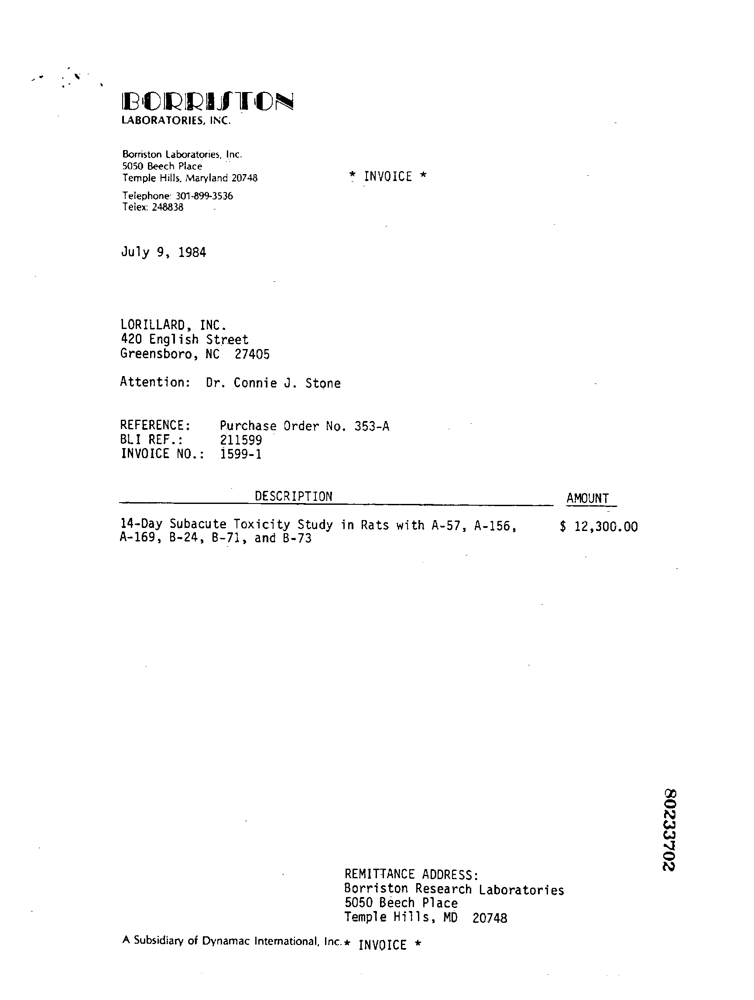 BORRISTON
LABORATORIES, INC.
Borriston Laboratories, Inc.
5050 Beech Place
Temple Hills, Maryland 20748
* INVOICE *
Telephone: 301-899-3536
Telex: 248838
July 9, 1984
LORILLARD, INC.
420 English Street
Greensboro, NC 27405
Attention: Dr. Connie J. Stone
REFERENCE: Purchase Order No. 353-A
BLI REF.: 211599
INVOICE NO.: 1599-1
DESCRIPTION AMOUNT
14-Day Subacute Toxicity Study in Rats with A-57, A-156, $ 12,300.00
A-169, B-24, B-71, and B-73
80233702
REMITTANCE ADDRESS:
Borriston Research Laboratories
5050 Beech Place
Temple Hills, MD 20748
A Subsidiary of Dynamac International, Inc. * INVOICE *